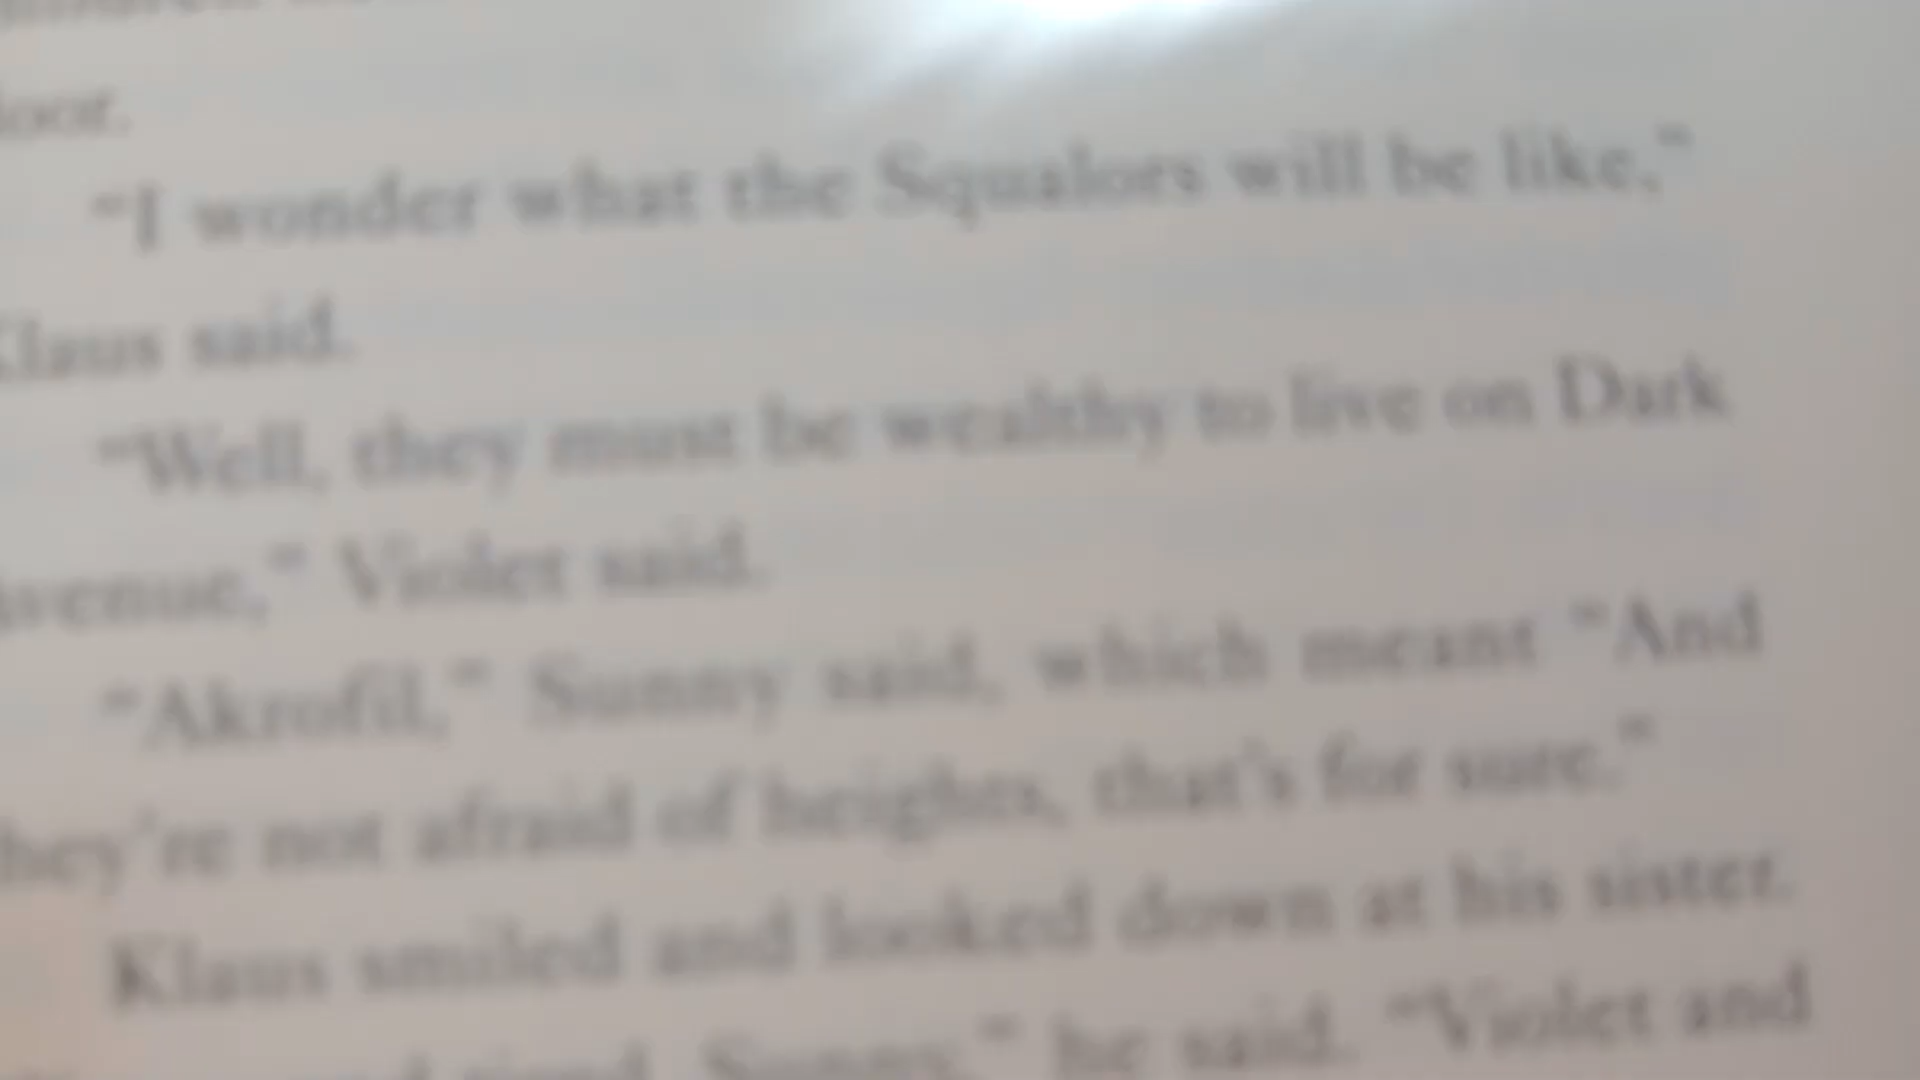 loor.
“I wonder what the Squalors will be like,”
Klaus said.
“Well, they must be wealthy to live on Dark
Avenue,” Violet said.
“Akrofil,” Sunny said, which meant “And
they’re not afraid of heights, that’s for sure.”
Klaus smiled and looked down at his sister.
tired, Sunny,” he said. “Violet and